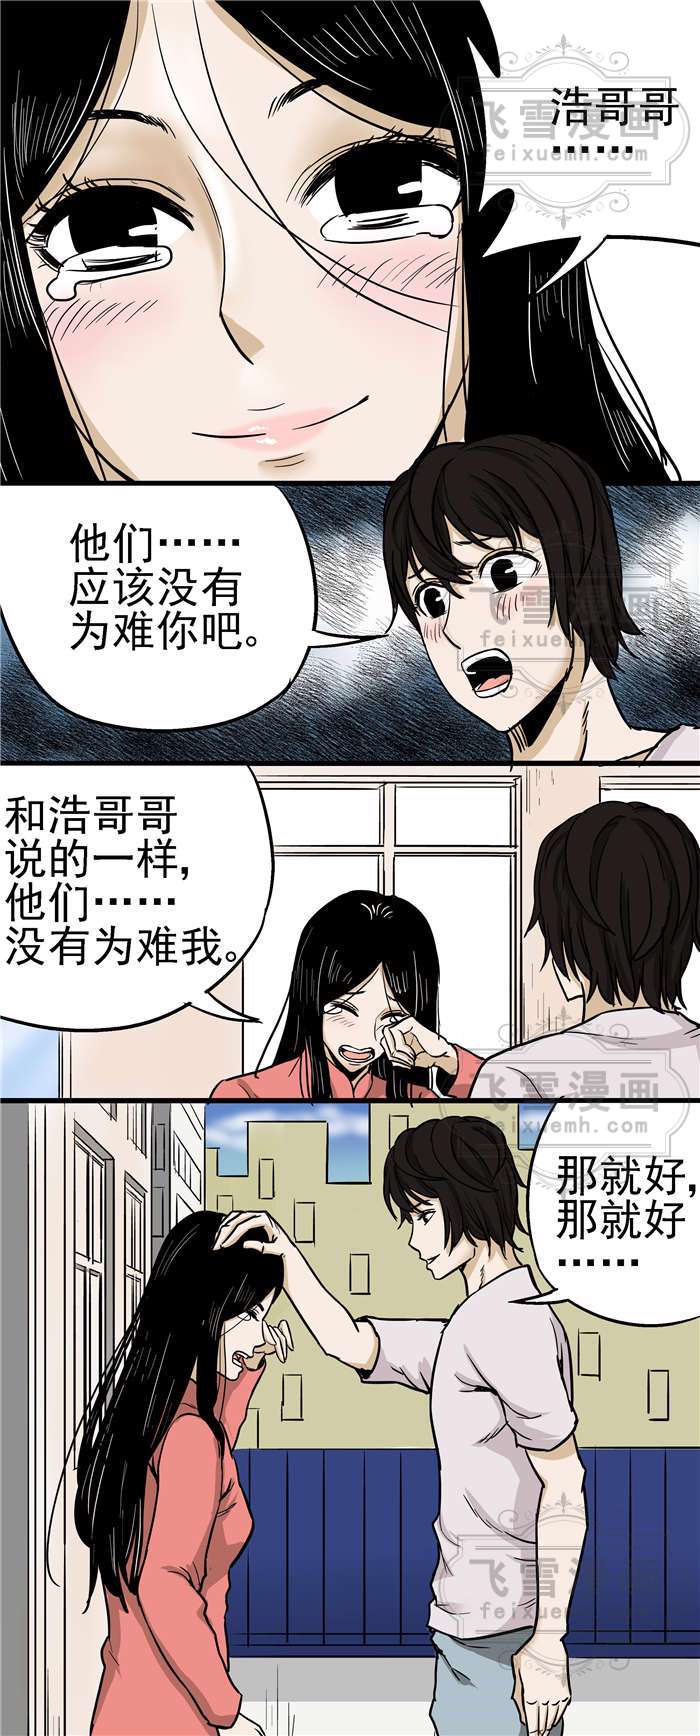 浩哥哥
……
飞雪漫画
feixuemh.com
他们……
应该没有
为难你吧。
飞雪漫画
feixuemh.com
和浩哥哥
说的一样，
他们……
没有为难我。
飞雪漫画
feixuemh.com
那就好，
那就好
……
飞雪漫画
feixuemh.com